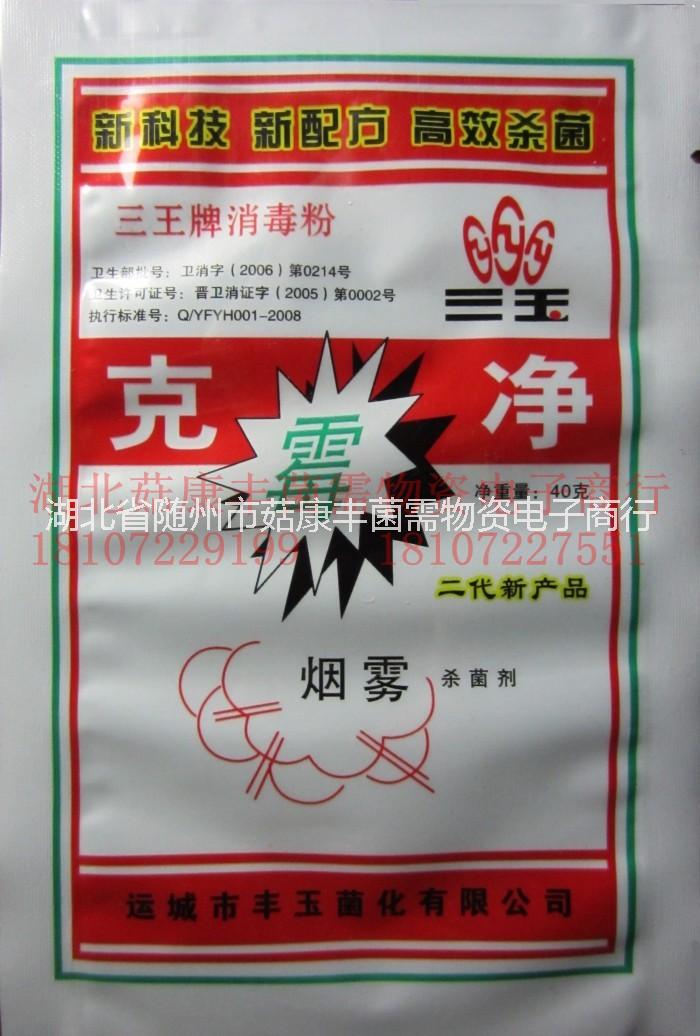 新科技 新配方 高效杀菌
三王牌消毒粉
卫生部批号：卫消字（2006）第0214号
卫生许可证号：晋卫消证字（2005）第0002号
执行标准号：Q/YFYH001-2008
三玉
克霉净
净重量：40克
湖北省随州市菇康丰菌需物资电子商行
18107229199 18107227551
二代新产品
烟雾 杀菌剂
运城市丰玉菌化有限公司